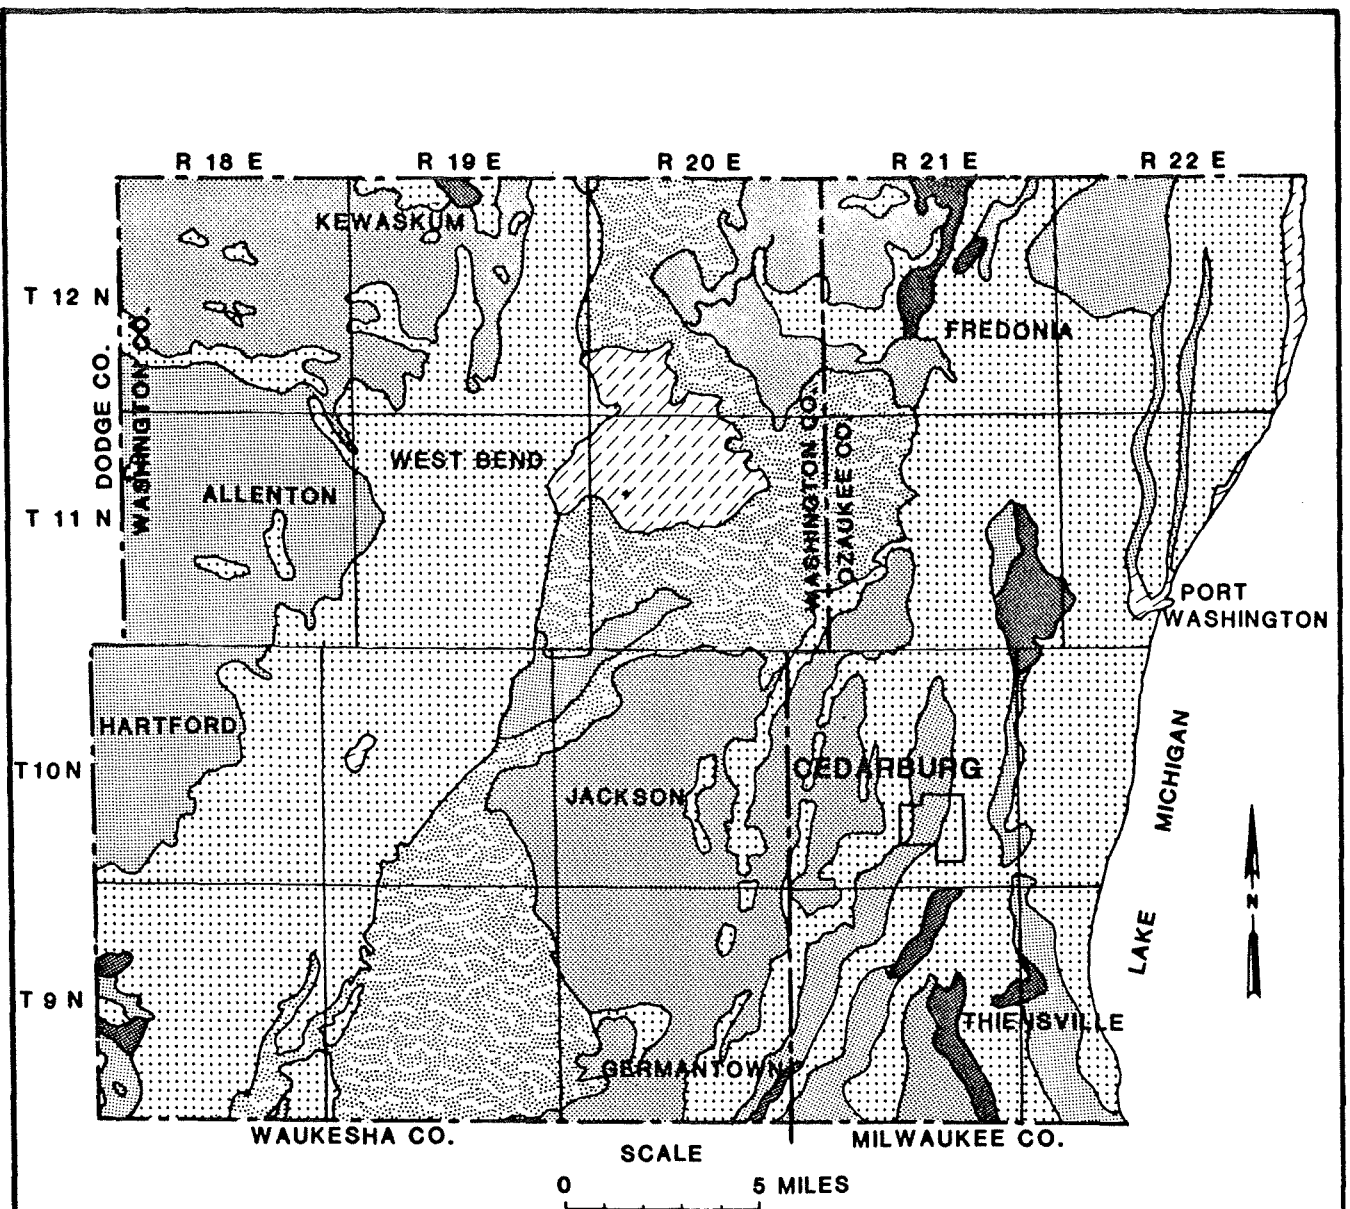 R 18 E R 19 E R 20 E R 21 E R 22 E
KEWASKUM
T 12 N
FREDONIA
DODGE CO.
WASHINGTON CO.
WASHINGTON CO.
OZAUKEE CO.
WEST BEND
ALLENTON
T 11 N
PORT
WASHINGTON
HARTFORD
T10N
CEDARBURG
JACKSON
LAKE MICHIGAN
N
T 9 N
THIENSVILLE
GERMANTOWN
WAUKESHA CO.
MILWAUKEE CO.
SCALE
0 5 MILES